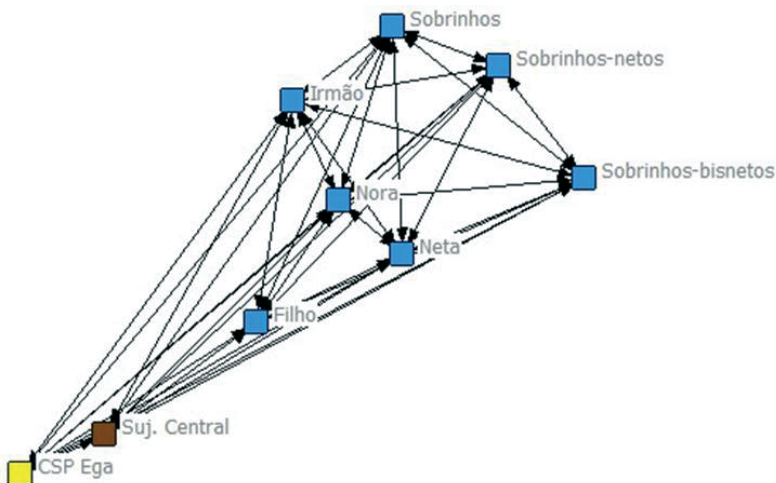 Sobrinhos
Sobrinhos-netos
Irmão
Sobrinhos-bisnetos
Nora
Neta
Filho
Suj. Central
CSP Ega